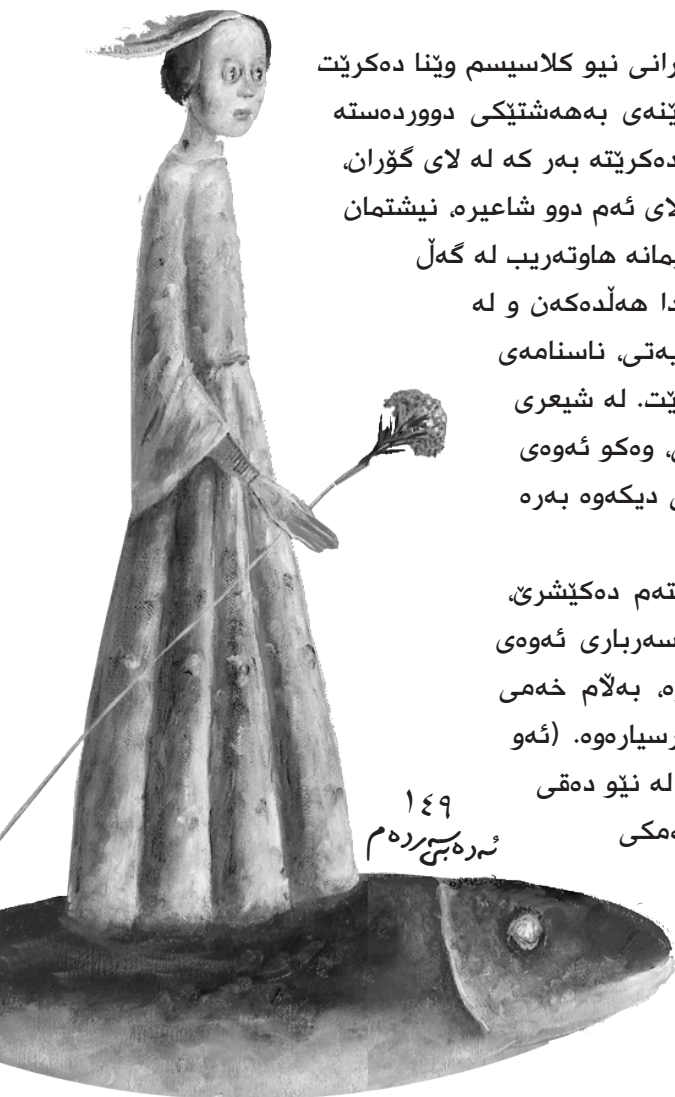 رانی نیو کلاسیسم وێنا دەکرێت
ێنەی بەهەشتێکی دووردەستە
دەکرێتە بەر کە لە لای گۆران،
لای ئەم دوو شاعیرە، نیشتمان
یمانە هاوتەریب لە گەڵ
دا هەڵدەکەن و لە
بەتی، ناسنامەی
ێت. لە شیعری
، وەکو ئەوەی
دیکەوە بەرە
تەم دەکێشرێ،
سەرباری ئەوەی
ە، بەڵام خەمی
رسیارەوە. (ئەو
لە نێو دەقی
ەمکی
١٤٩
ئەدەبی سەردەم